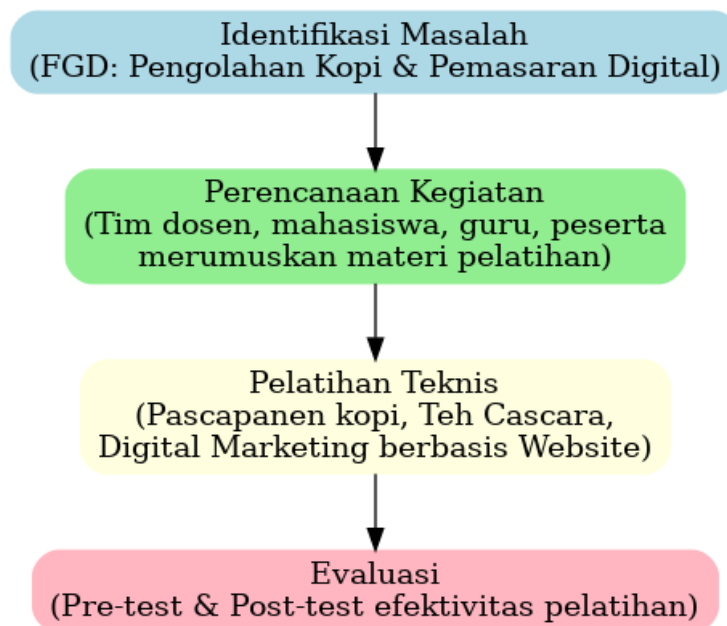 Identifikasi Masalah
(FGD: Pengolahan Kopi & Pemasaran Digital)
Perencanaan Kegiatan
(Tim dosen, mahasiswa, guru, peserta
merumuskan materi pelatihan)
Pelatihan Teknis
(Pascapanen kopi, Teh Cascara,
Digital Marketing berbasis Website)
Evaluasi
(Pre-test & Post-test efektivitas pelatihan)